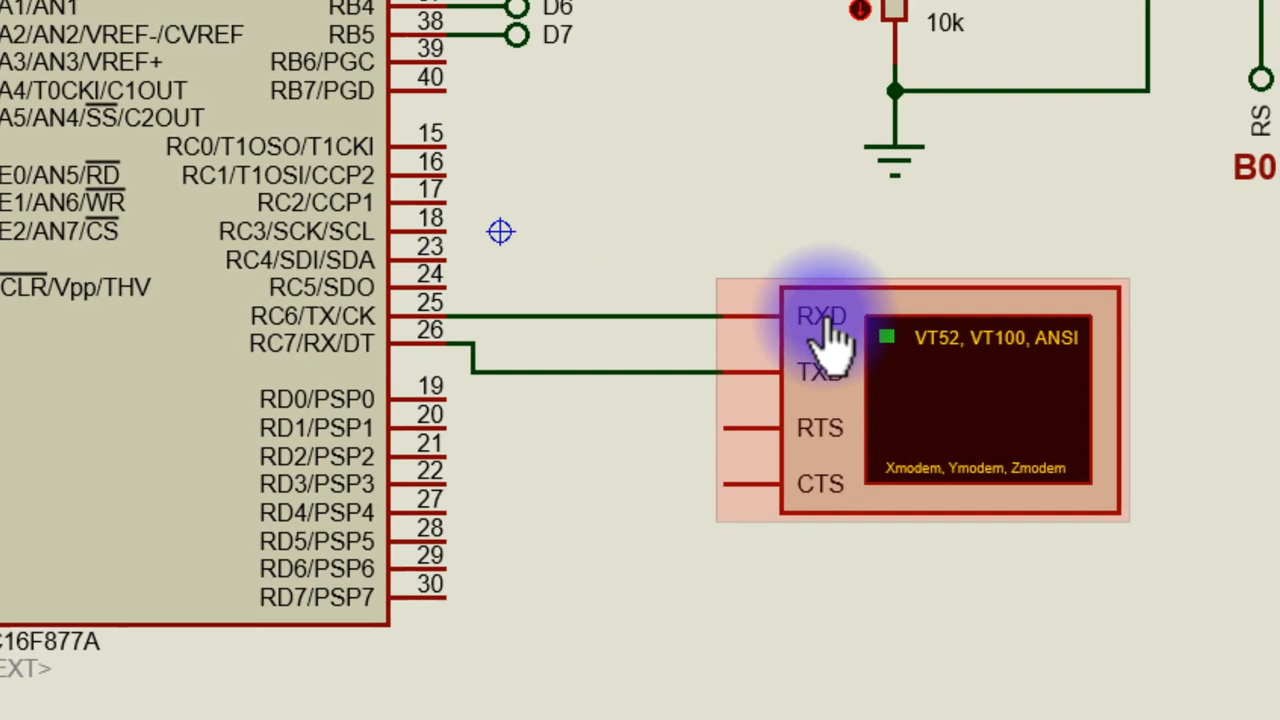 A1/AN1
RB4
37
D6
A2/AN2/VREF-/CVREF
RB5
38
D7
A3/AN3/VREF+
RB6/PGC
39
A4/T0CKI/C1OUT
RB7/PGD
40
A5/AN4/SS/C2OUT
RC0/T1OSO/T1CKI
15
E0/AN5/RD
RC1/T1OSI/CCP2
16
E1/AN6/WR
RC2/CCP1
17
E2/AN7/CS
RC3/SCK/SCL
18
RC4/SDI/SDA
23
CLR/Vpp/THV
RC5/SDO
24
RC6/TX/CK
25
RC7/RX/DT
26
RD0/PSP0
19
RD1/PSP1
20
RD2/PSP2
21
RD3/PSP3
22
RD4/PSP4
27
RD5/PSP5
28
RD6/PSP6
29
RD7/PSP7
30
C16F877A
EXT>
10k
RS
B0
RXD
TXD
RTS
CTS
VT52, VT100, ANSI
Xmodem, Ymodem, Zmodem